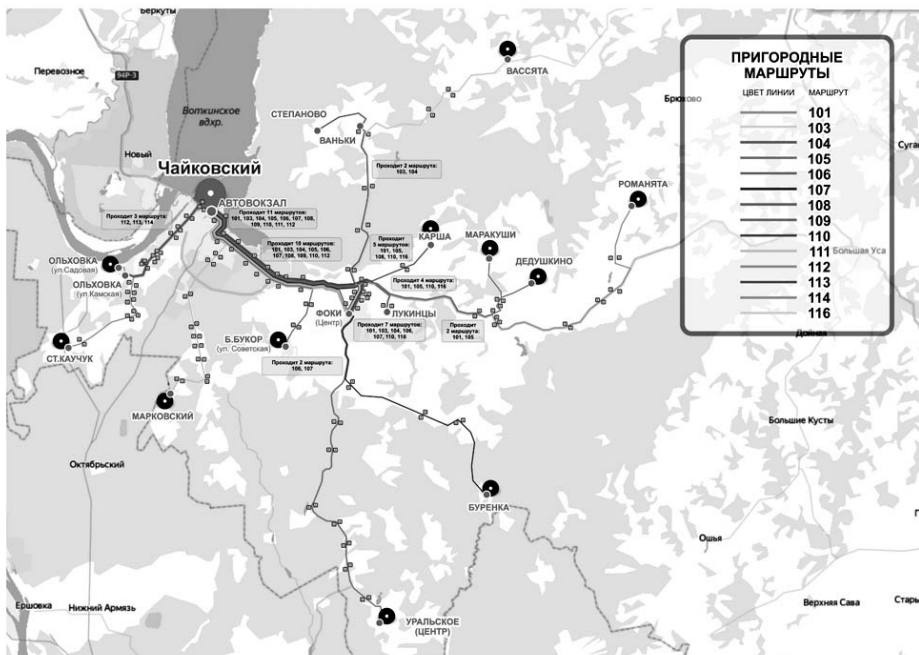 Беркуты
94Р-3
Перевозное
Воткинское
вдхр.
Новый
Чайковский
АВТОВОКЗАЛ
СТЕПАНОВО
ВАНЬКИ
ВАССЯТА
Брюхово
РОМАНЯТА
КАРША
МАРАКУШИ
ДЕДУШКИНО
Проходит 2 маршрута:
103, 104
Проходит 3 маршрута:
112, 113, 114
Проходит 11 маршрутов:
101, 103, 104, 105, 106, 107, 108,
109, 110, 111, 112
Проходит 10 маршрутов:
101, 103, 104, 105, 106,
107, 108, 109, 110, 112
Проходит
5 маршрутов:
101, 105,
108, 110, 116
Проходит 4 маршрута:
101, 105, 110, 116
Проходит 7 маршрутов:
101, 103, 104, 106,
107, 110, 116
Проходит
2 маршрута:
101, 105
Проходит 2 маршрута:
106, 107
ОЛЬХОВКА
(ул.Садовая)
ОЛЬХОВКА
(ул.Камская)
СТ.КАУЧУК
МАРКОВСКИЙ
Б.БУКОР
(ул. Советская)
ФОКИ
(Центр)
ЛУКИНЦЫ
БУРЕНКА
УРАЛЬСКОЕ
(ЦЕНТР)
Октябрьский
Ершовка
Нижний Армязь
Большая Уса
Дойная
Большие Кусты
Ошья
Верхняя Сава
Стары
Суга
ПРИГОРОДНЫЕ
МАРШРУТЫ
ЦВЕТ ЛИНИИ МАРШРУТ
101
103
104
105
106
107
108
109
110
111
112
113
114
116